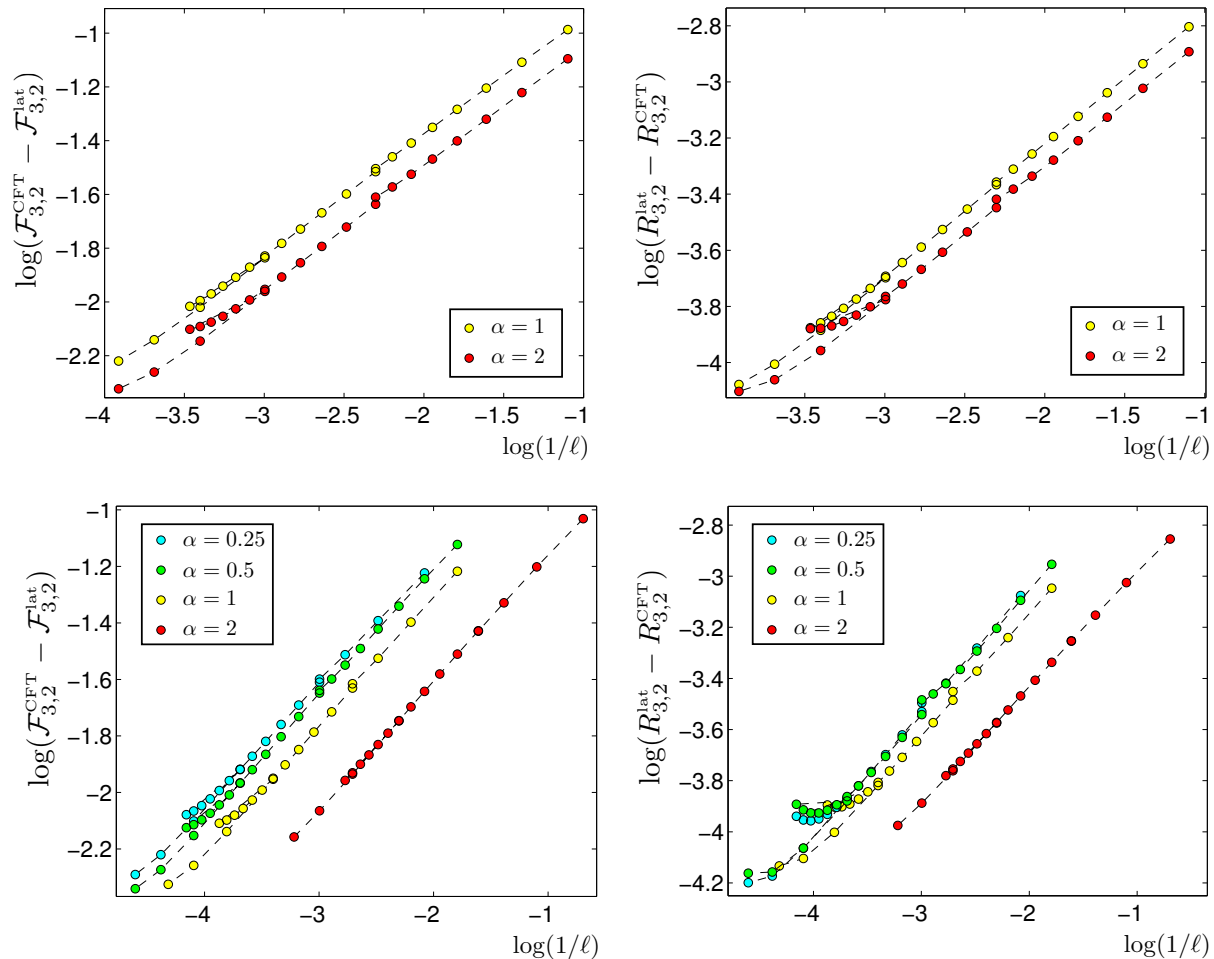 log(𝓕^CFT_3,2 − 𝓕^lat_3,2)
−1
−1.2
−1.4
−1.6
−1.8
−2
−2.2
−4
−3.5
−3
−2.5
−2
−1.5
−1
log(1/ℓ)
α = 1
α = 2
log(R^lat_3,2 − R^CFT_3,2)
−2.8
−3
−3.2
−3.4
−3.6
−3.8
−4
−3.5
−3
−2.5
−2
−1.5
−1
log(1/ℓ)
α = 1
α = 2
log(𝓕^CFT_3,2 − 𝓕^lat_3,2)
−1
−1.2
−1.4
−1.6
−1.8
−2
−2.2
−4
−3
−2
−1
log(1/ℓ)
α = 0.25
α = 0.5
α = 1
α = 2
log(R^lat_3,2 − R^CFT_3,2)
−2.8
−3
−3.2
−3.4
−3.6
−3.8
−4
−4.2
−4
−3
−2
−1
log(1/ℓ)
α = 0.25
α = 0.5
α = 1
α = 2